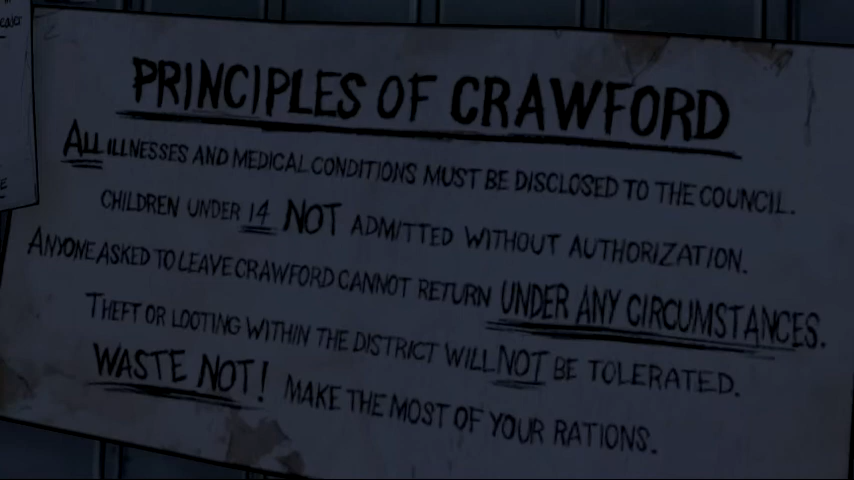 PRINCIPLES OF CRAWFORD
ALL ILLNESSES AND MEDICAL CONDITIONS MUST BE DISCLOSED TO THE COUNCIL.
CHILDREN UNDER 14 NOT ADMITTED WITHOUT AUTHORIZATION.
ANYONE ASKED TO LEAVE CRAWFORD CANNOT RETURN UNDER ANY CIRCUMSTANCES.
THEFT OR LOOTING WITHIN THE DISTRICT WILL NOT BE TOLERATED.
WASTE NOT! MAKE THE MOST OF YOUR RATIONS.